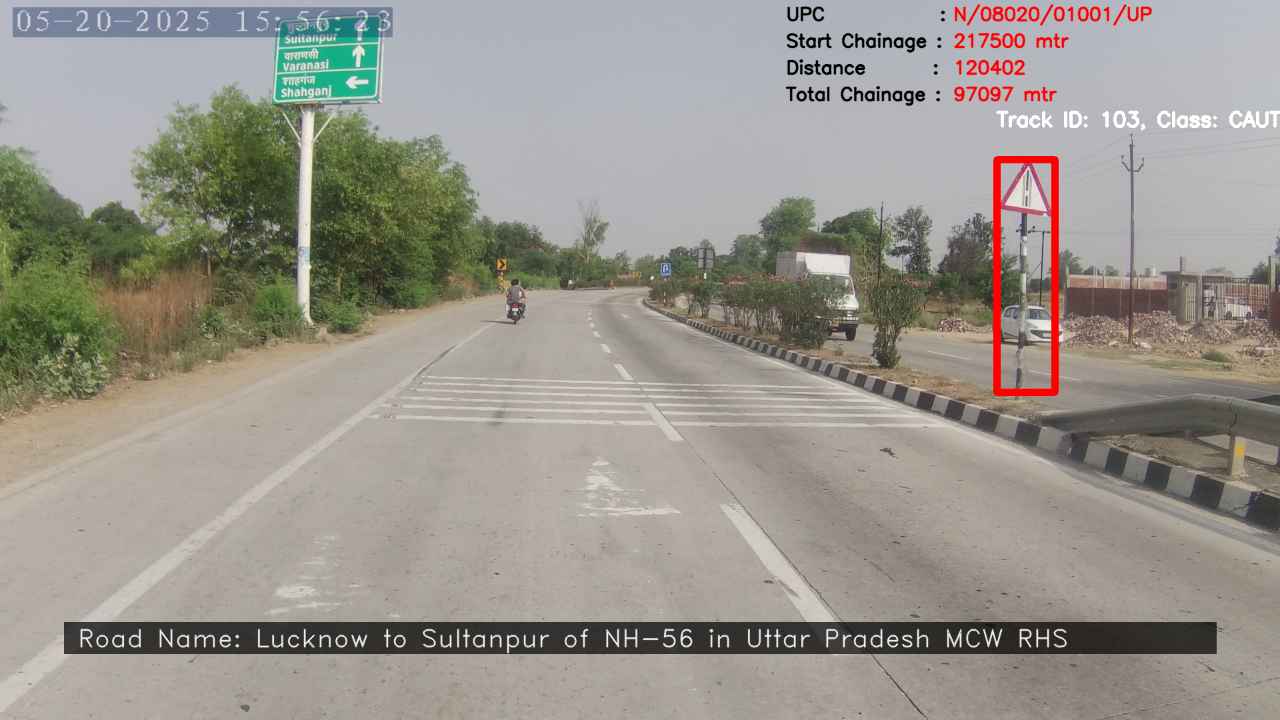 05-20-2025 15:56:23
Sultanpur
वाराणसी
Varanasi
शाहगंज
Shahganj
UPC : N/08020/01001/UP
Start Chainage : 217500 mtr
Distance : 120402
Total Chainage : 97097 mtr
Track ID: 103, Class: CAUT
Road Name: Lucknow to Sultanpur of NH-56 in Uttar Pradesh MCW RHS